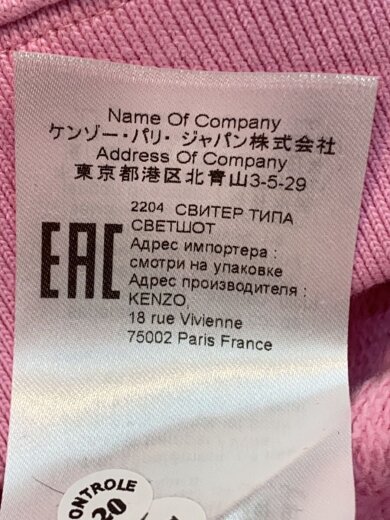 Name Of Company
ケンゾー・パリ・ジャパン株式会社
Address Of Company
東京都港区北青山3-5-29
EAC
2204 СВИТЕР ТИПА
СВЕТШОТ
Адрес импортера :
смотри на упаковке
Адрес производителя :
KENZO,
18 rue Vivienne
75002 Paris France
CONTROLE
20